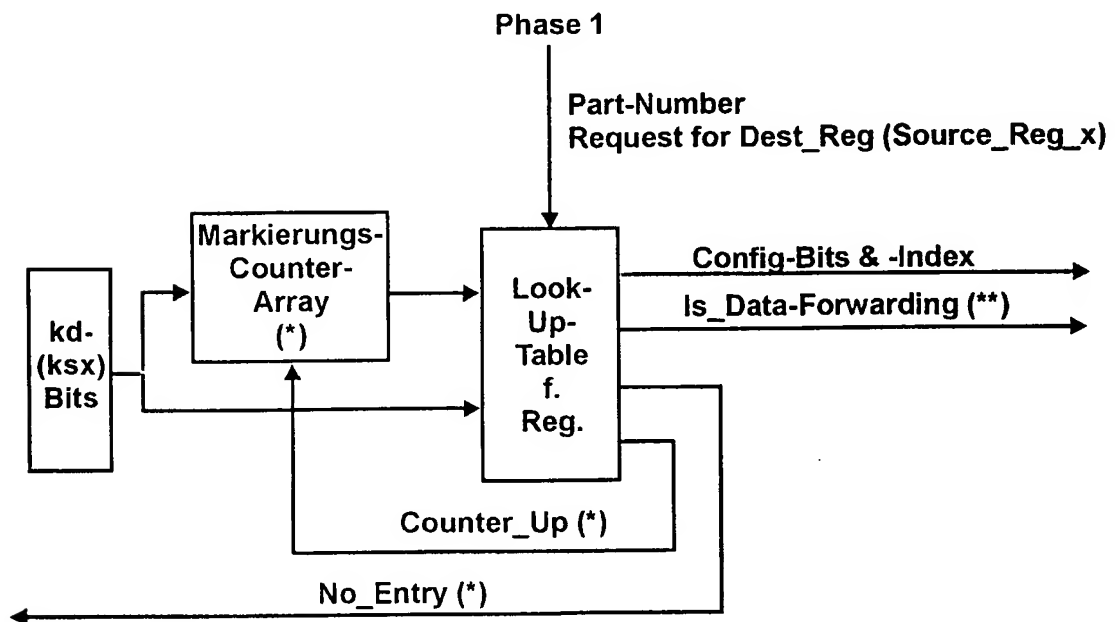 Phase 1
Part-Number
Request for Dest_Reg (Source_Reg_x)
Markierungs-
Counter-
Array
(*)
kd-
(ksx)
Bits
Look-
Up-
Table
f.
Reg.
Config-Bits & -Index
Is_Data-Forwarding (**)
Counter_Up (*)
No_Entry (*)